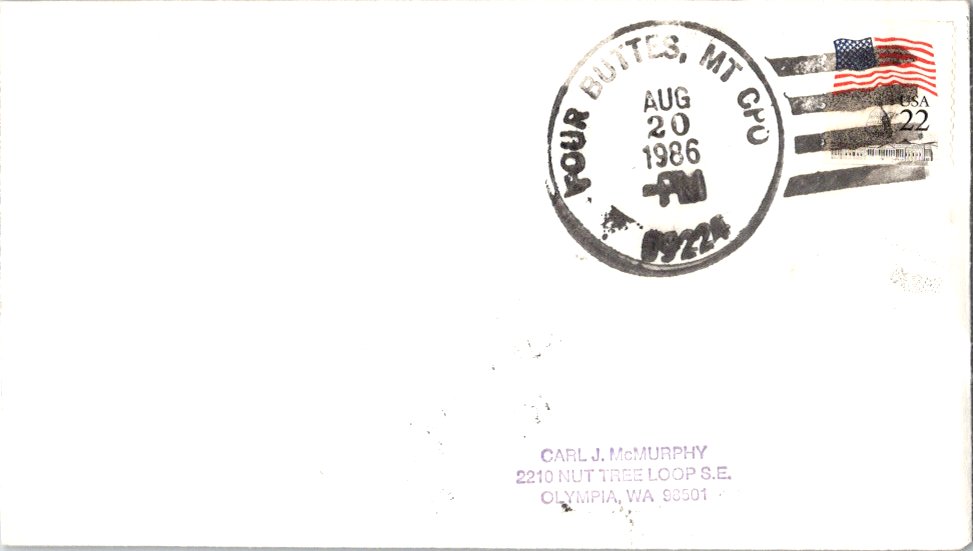 FOUR BUTTES, MT CPO
AUG
20
1986
PM
USA
22
CARL J. McMURPHY
2210 NUT TREE LOOP S.E.
OLYMPIA, WA 98501